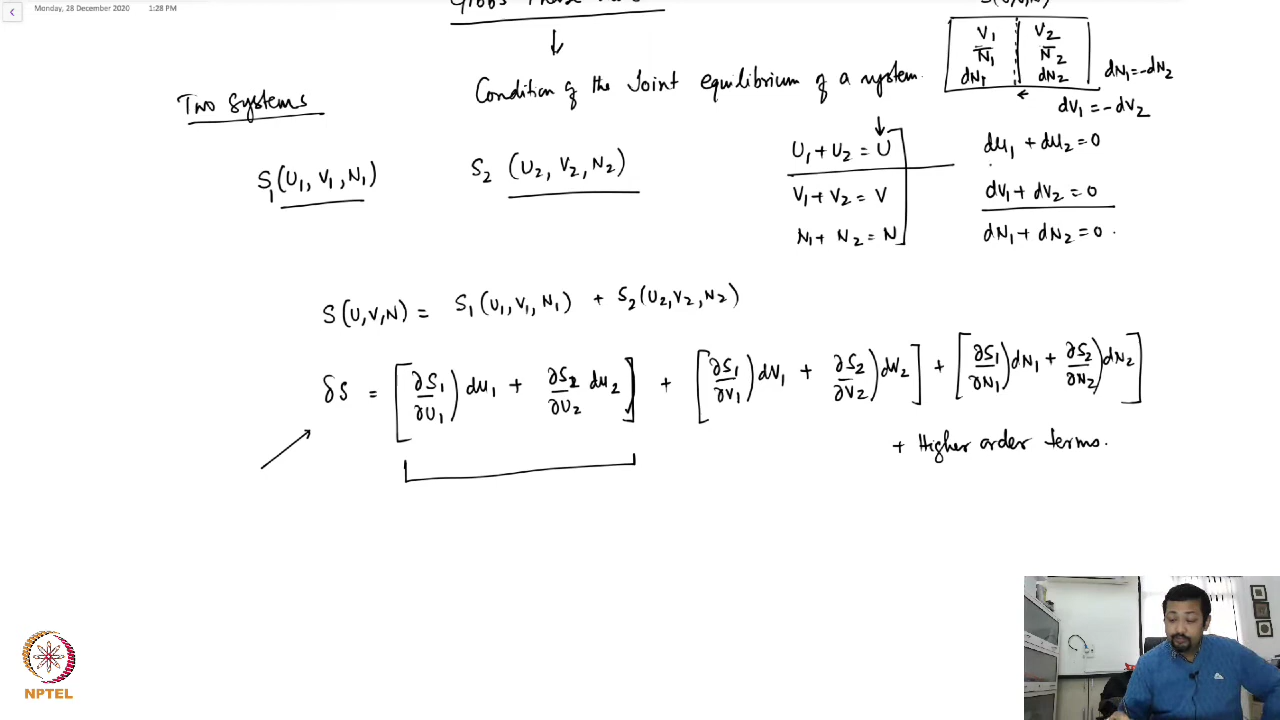 Monday, 28 December 2020 1:28 PM
Condition of the Joint equilibrium of a system.
V₁ V₂
N₁ N₂
dN₁ dN₂
dN₁ = -dN₂
dV₁ = -dV₂
Two Systems
S₁(U₁, V₁, N₁) S₂ (U₂, V₂, N₂)
U₁ + U₂ = U
V₁ + V₂ = V
N₁ + N₂ = N
dU₁ + dU₂ = 0
dV₁ + dV₂ = 0
dN₁ + dN₂ = 0.
S(U,V,N) = S₁(U₁,V₁,N₁) + S₂(U₂,V₂,N₂)
δS = [(∂S₁/∂U₁) dU₁ + ∂S₂/∂U₂ dU₂] + [(∂S₁/∂V₁) dV₁ + (∂S₂/∂V₂) dV₂] + [(∂S₁/∂N₁) dN₁ + (∂S₂/∂N₂) dN₂]
+ Higher order terms.
NPTEL